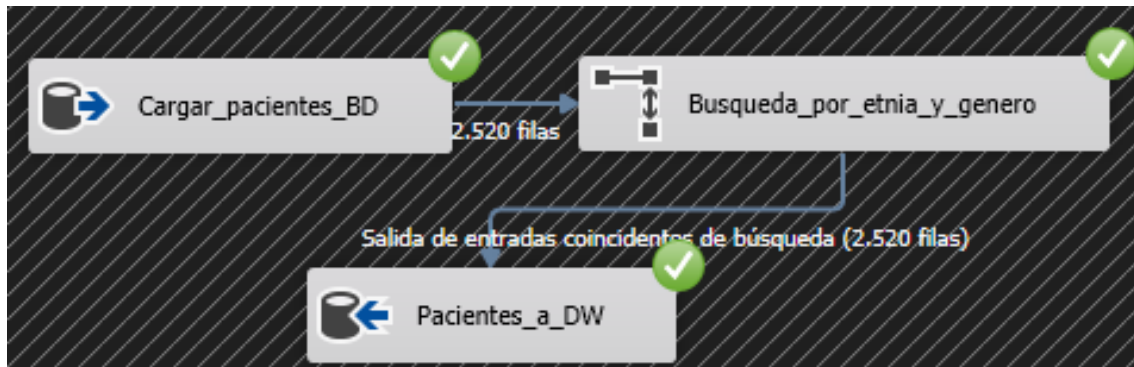 Cargar_pacientes_BD
2.520 filas
Busqueda_por_etnia_y_genero
Salida de entradas coincidentes de búsqueda (2.520 filas)
Pacientes_a_DW